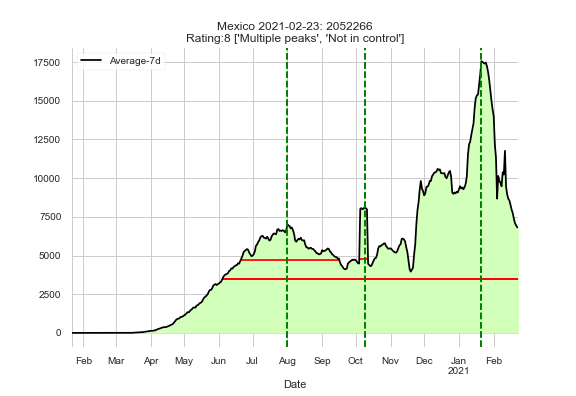 Mexico 2021-02-23: 2052266
Rating:8 ['Multiple peaks', 'Not in control']
Average-7d
17500
15000
12500
10000
7500
5000
2500
0
Feb Mar Apr May Jun Jul Aug Sep Oct Nov Dec Jan Feb
2021
Date